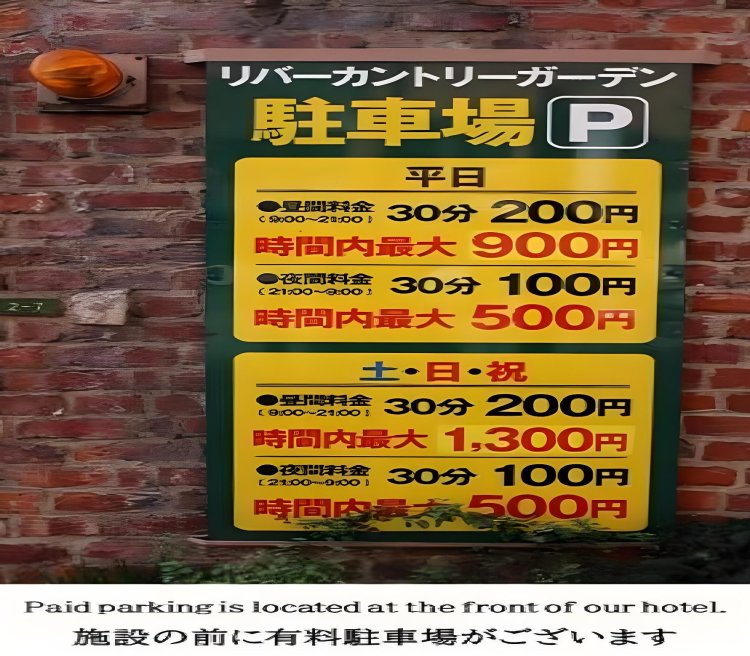 リバーカントリーガーデン
駐車場 P
平日
●昼間料金 30分 200円
(9:00～21:00)
時間内最大 900円
●夜間料金 30分 100円
(21:00～9:00)
時間内最大 500円
土・日・祝
●昼間料金 30分 200円
(9:00～21:00)
時間内最大 1,300円
●夜間料金 30分 100円
(21:00～9:00)
時間内最大 500円
2-7
Paid parking is located at the front of our hotel.
施設の前に有料駐車場がございます